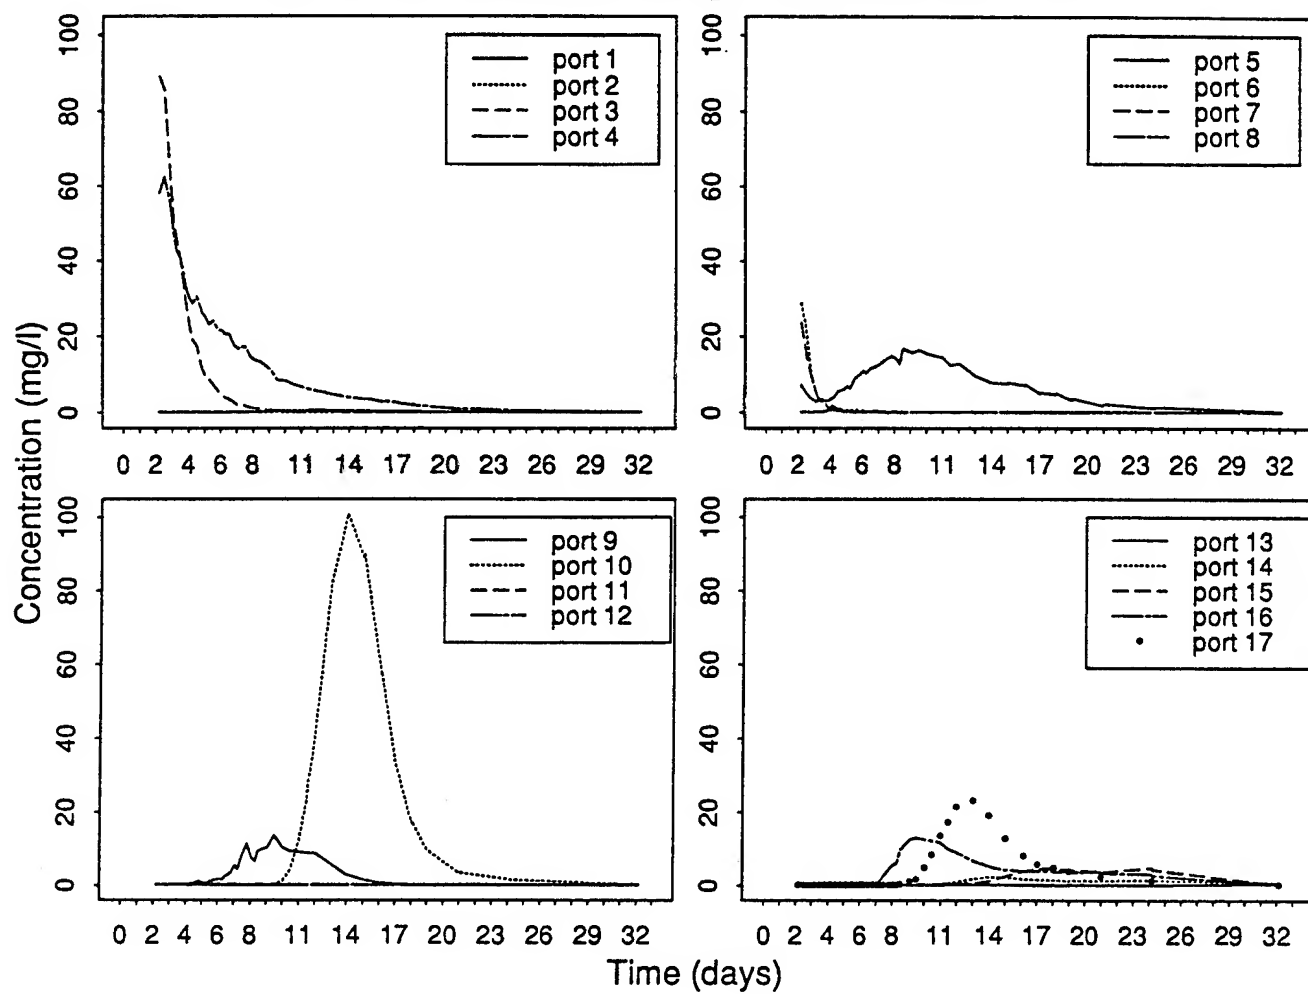 Concentration (mg/l)
100
80
60
40
20
0
port 1
port 2
port 3
port 4
0 2 4 6 8 11 14 17 20 23 26 29 32
100
80
60
40
20
0
port 5
port 6
port 7
port 8
0 2 4 6 8 11 14 17 20 23 26 29 32
100
80
60
40
20
0
port 9
port 10
port 11
port 12
0 2 4 6 8 11 14 17 20 23 26 29 32
100
80
60
40
20
0
port 13
port 14
port 15
port 16
port 17
0 2 4 6 8 11 14 17 20 23 26 29 32
Time (days)